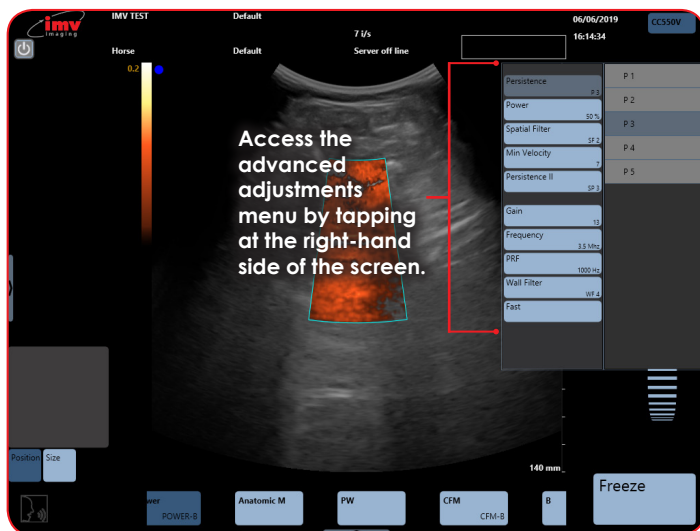 imv
imaging
IMV TEST
Default
06/06/2019
CC550V
7 i/s
16:14:34
Horse
Default
Server off line
0.2
Access the
advanced
adjustments
menu by tapping
at the right-hand
side of the screen.
Persistence
P 3
Power
50 %
Spatial Filter
SF 2
Min Velocity
7
Persistence II
SP 3
Gain
13
Frequency
3.5 Mhz
PRF
1000 Hz
Wall Filter
WF 4
Fast
P 1
P 2
P 3
P 4
P 5
Position
Size
140 mm
Freeze
wer
POWER-B
Anatomic M
PW
CFM
CFM-B
B